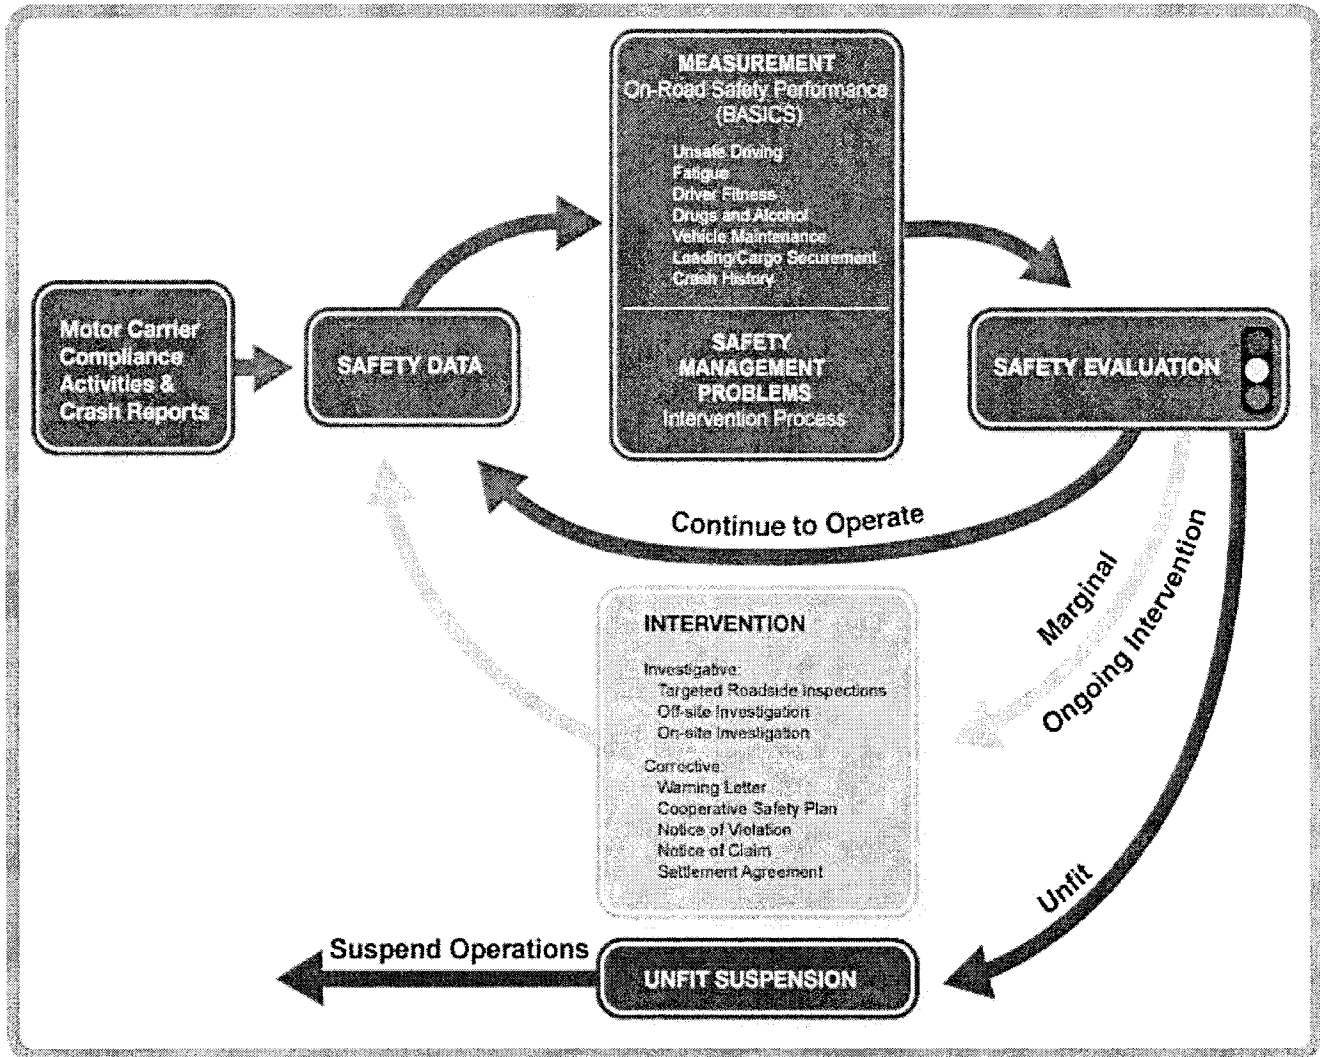 MEASUREMENT
On-Road Safety Performance
(BASICS)
Unsafe Driving
Fatigue
Driver Fitness
Drugs and Alcohol
Vehicle Maintenance
Loading/Cargo Securement
Crash History
SAFETY
MANAGEMENT
PROBLEMS
Intervention Process
Motor Carrier
Compliance
Activities &
Crash Reports
SAFETY DATA
SAFETY EVALUATION
Continue to Operate
Marginal
Ongoing Intervention
INTERVENTION
Investigative:
Targeted Roadside Inspections
Off-site Investigation
On-site Investigation
Corrective:
Warning Letter
Cooperative Safety Plan
Notice of Violation
Notice of Claim
Settlement Agreement
Unfit
Suspend Operations
UNFIT SUSPENSION